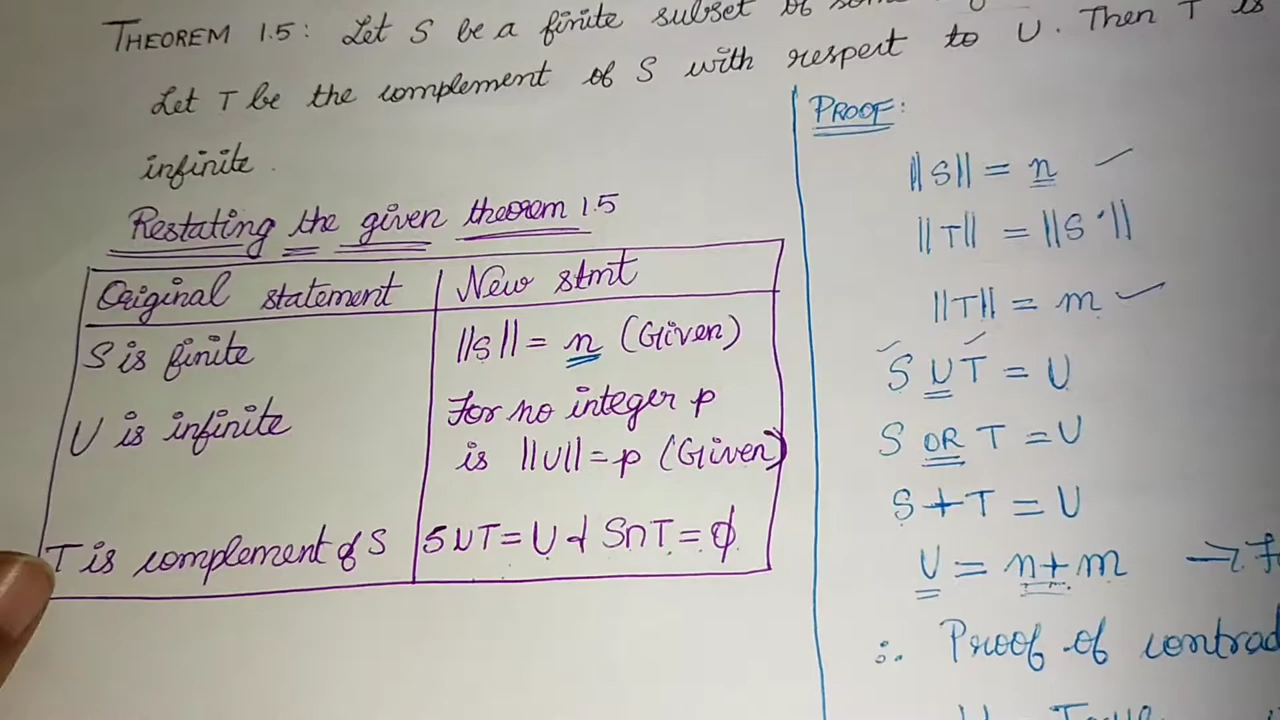 THEOREM 1.5: Let S be a finite subset of some
Let T be the complement of S with respect to U. Then T is
infinite.
Restating the given theorem 1.5
Original statement New stmt
S is finite ||S|| = n (Given)
U is infinite For no integer p
is ||U|| = p (Given)
T is complement of S SUT = U & S∩T = φ
PROOF:
||S|| = n ✓
||T|| = ||S'||
||T|| = m ✓
S U T = U
S OR T = U
S + T = U
U = n+m →
∴ Proof of